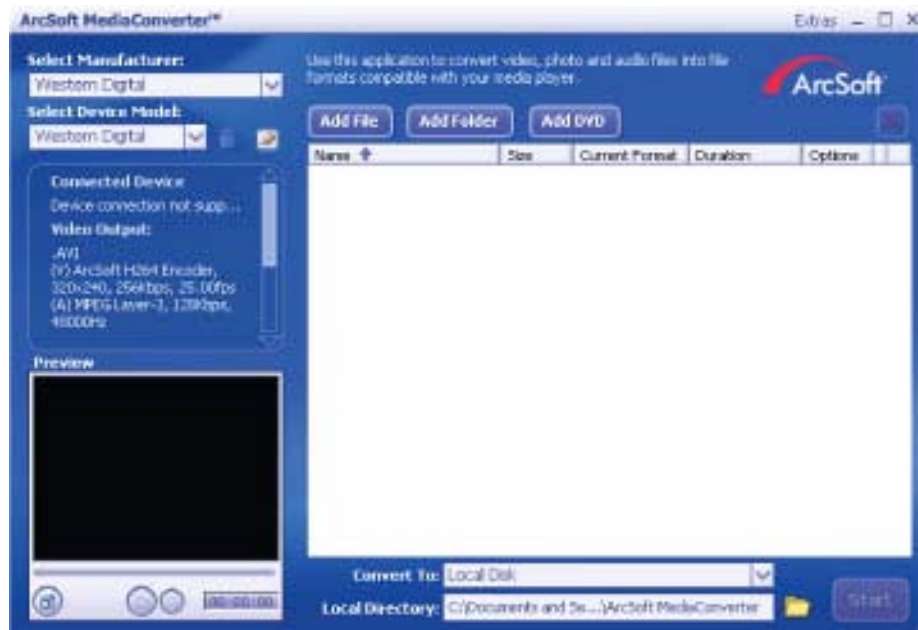 ArcSoft MediaConverter™
Extras
Select Manufacturer:
Western Digital
Select Device Model:
Western Digital
Connected Device
Device connection not supp...
Video Output:
.AVI
(V) ArcSoft H264 Encoder,
320x240, 256kbps, 25.00fps
(A) MPEG Layer-3, 128kbps,
48000Hz
Preview
00:00:00
Use this application to convert video, photo and audio files into file
formats compatible with your media player.
ArcSoft
Add File Add Folder Add DVD
Name Size Current Format Duration Options
Convert To: Local Disk
Local Directory: C:\Documents and Se...\ArcSoft MediaConverter
Start